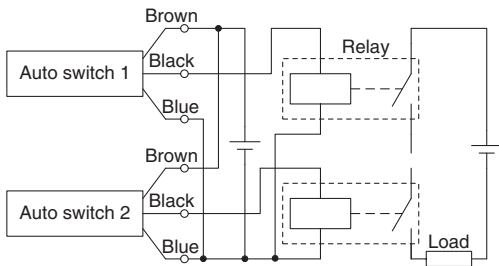 Brown
Auto switch 1
Black
Blue
Relay
Brown
Auto switch 2
Black
Blue
Load